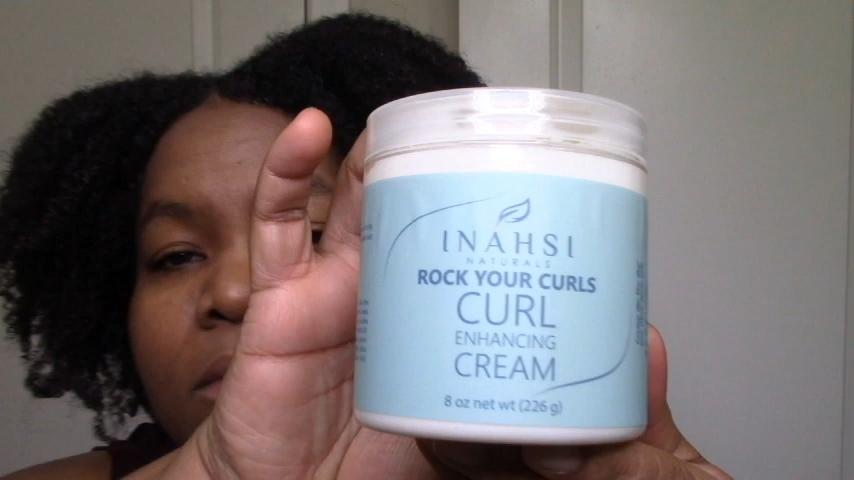 INAHSI
NATURALS
ROCK YOUR CURLS
CURL
ENHANCING
CREAM
8 oz net wt (226 g)